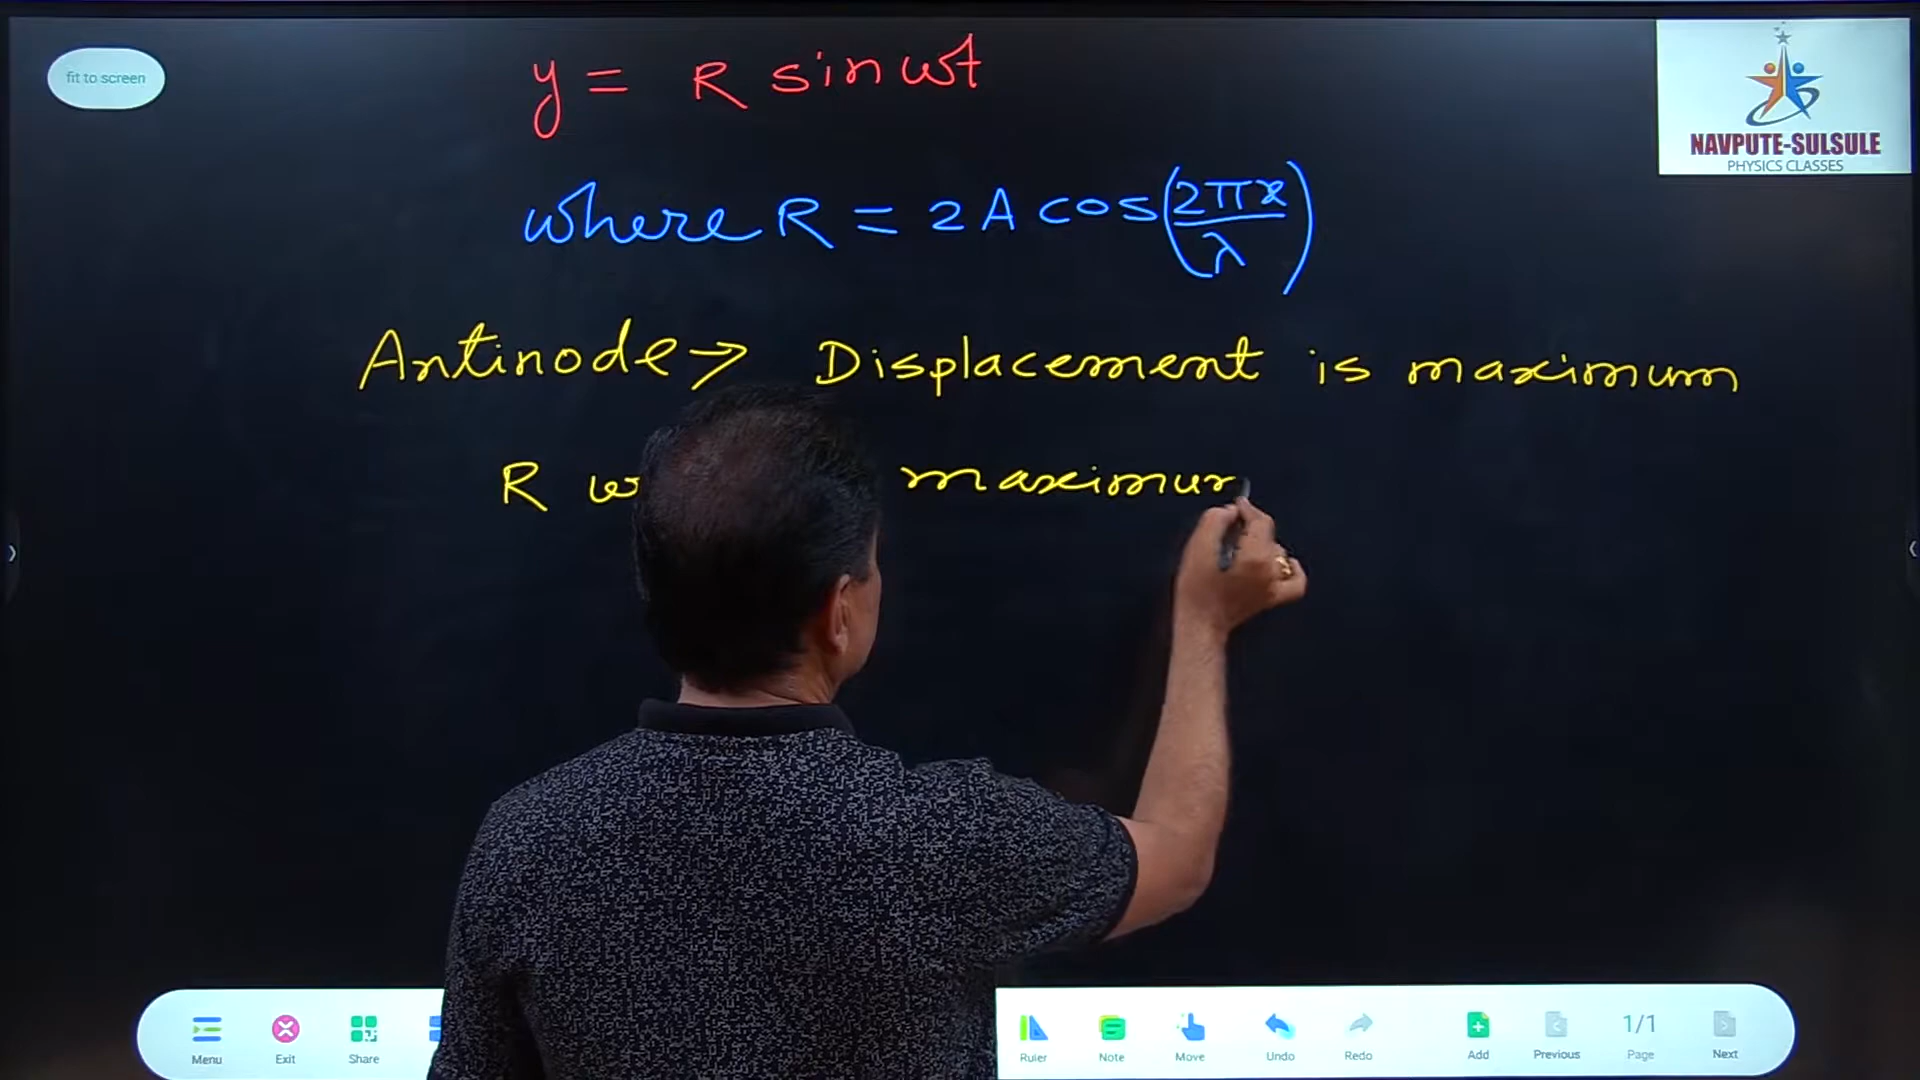 fit to screen
y = R sin ωt
NAVPUTE-SULSULE
PHYSICS CLASSES
where R = 2A cos(2πx/λ)
Antinode → Displacement is maximum
R maximum
Menu Exit Share Ruler Note Move Undo Redo Add Previous 1/1 Page Next